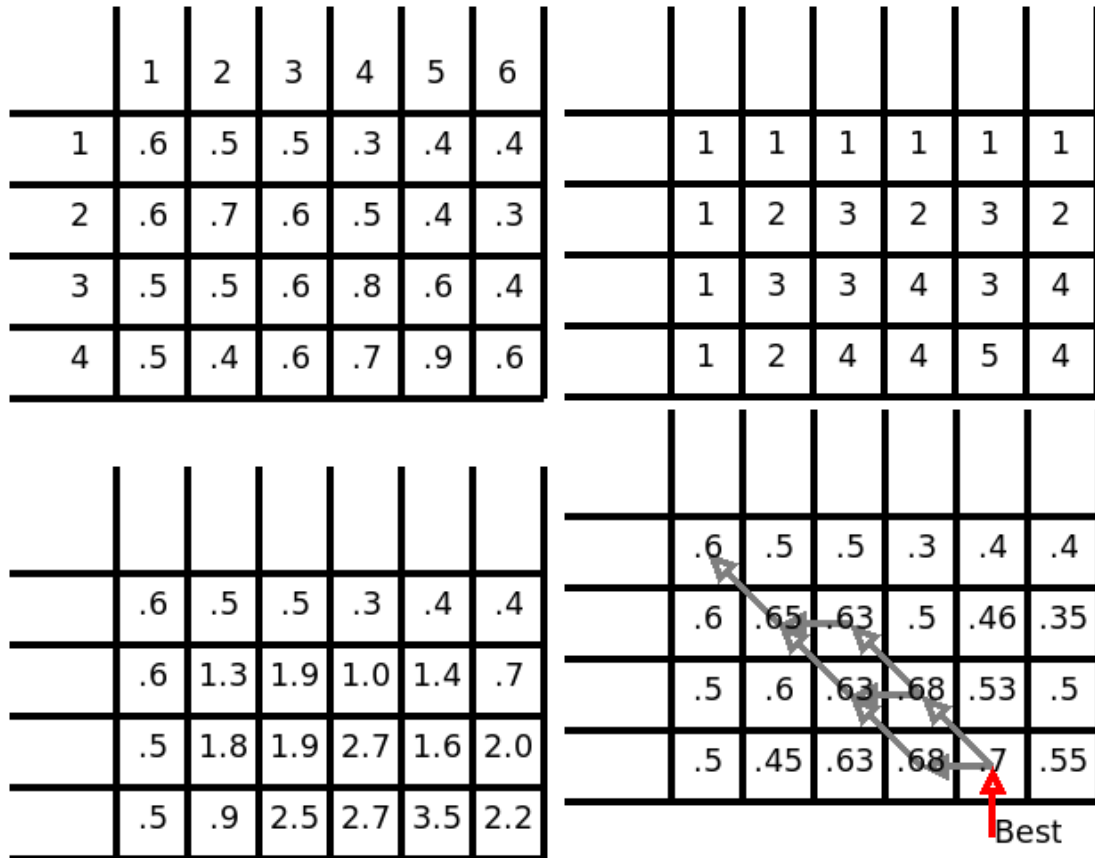 1 2 3 4 5 6
1 .6 .5 .5 .3 .4 .4
2 .6 .7 .6 .5 .4 .3
3 .5 .5 .6 .8 .6 .4
4 .5 .4 .6 .7 .9 .6
1 1 1 1 1 1
1 2 3 2 3 2
1 3 3 4 3 4
1 2 4 4 5 4
.6 .5 .5 .3 .4 .4
.6 1.3 1.9 1.0 1.4 .7
.5 1.8 1.9 2.7 1.6 2.0
.5 .9 2.5 2.7 3.5 2.2
.6 .5 .5 .3 .4 .4
.6 .65 .63 .5 .46 .35
.5 .6 .63 .68 .53 .5
.5 .45 .63 .68 .7 .55
Best